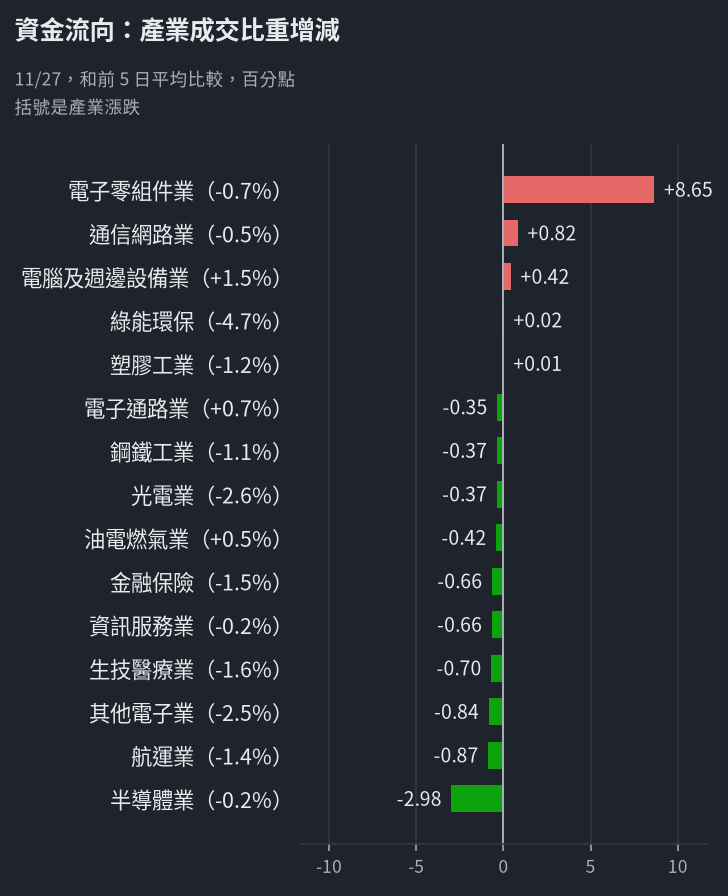 資金流向：產業成交比重增減
11/27，和前 5 日平均比較，百分點
括號是產業漲跌
電子零組件業（-0.7%） +8.65
通信網路業（-0.5%） +0.82
電腦及週邊設備業（+1.5%） +0.42
綠能環保（-4.7%） +0.02
塑膠工業（-1.2%） +0.01
電子通路業（+0.7%） -0.35
鋼鐵工業（-1.1%） -0.37
光電業（-2.6%） -0.37
油電燃氣業（+0.5%） -0.42
金融保險（-1.5%） -0.66
資訊服務業（-0.2%） -0.66
生技醫療業（-1.6%） -0.70
其他電子業（-2.5%） -0.84
航運業（-1.4%） -0.87
半導體業（-0.2%） -2.98
-10 -5 0 5 10